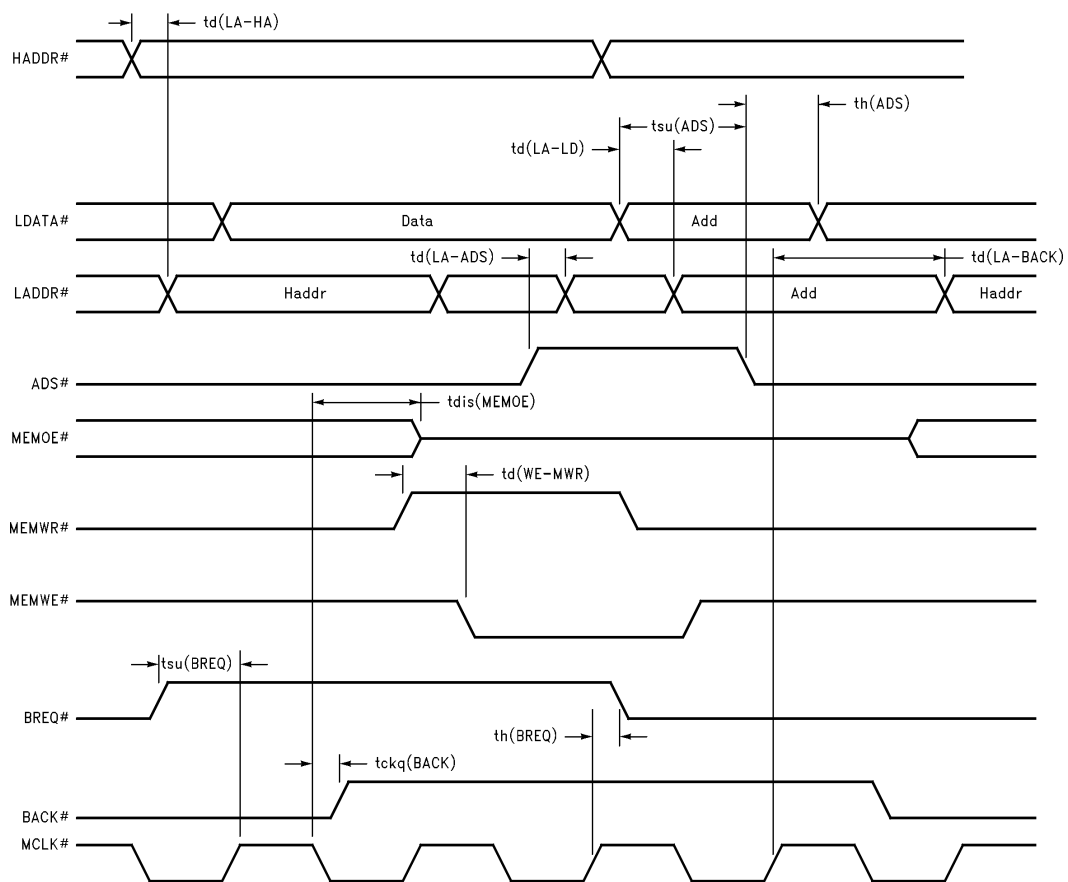 td(LA-HA)
HADDR#
th(ADS)
tsu(ADS)
td(LA-LD)
LDATA# Data Add
td(LA-ADS) td(LA-BACK)
LADDR# Haddr Add Haddr
ADS#
tdis(MEMOE)
MEMOE#
td(WE-MWR)
MEMWR#
MEMWE#
tsu(BREQ)
BREQ#
th(BREQ)
tckq(BACK)
BACK#
MCLK#